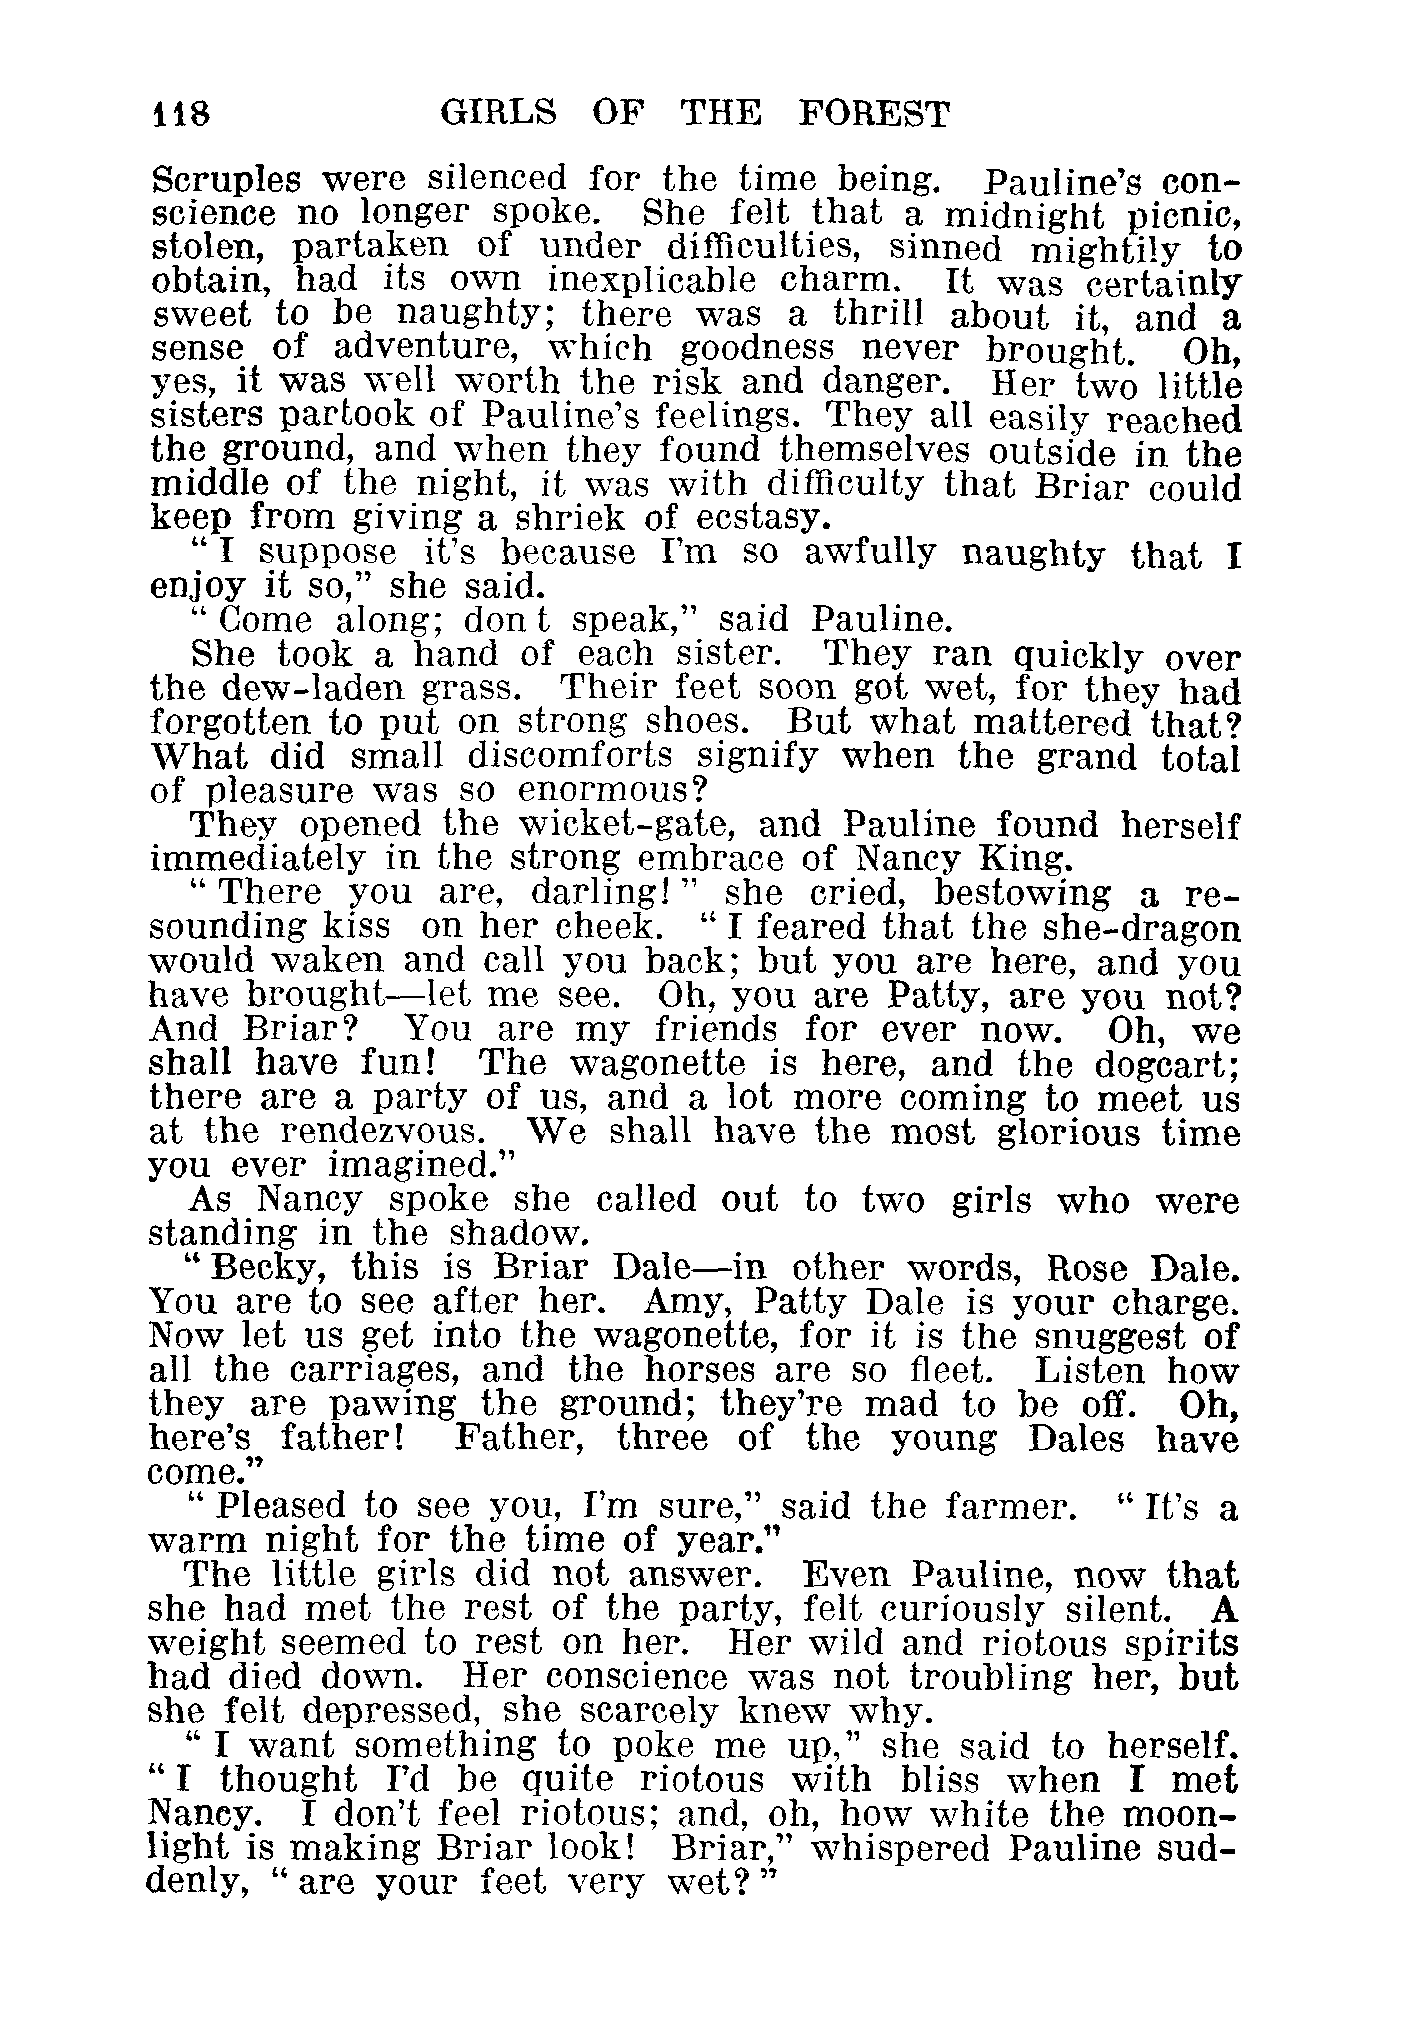 118 GIRLS OF THE FOREST
Scruples were silenced for the time being. Pauline's con-
science no longer spoke. She felt that a midnight picnic,
stolen, partaken of under difficulties, sinned mightily to
obtain, had its own inexplicable charm. It was certainly
sweet to be naughty; there was a thrill about it, and a
sense of adventure, which goodness never brought. Oh,
yes, it was well worth the risk and danger. Her two little
sisters partook of Pauline's feelings. They all easily reached
the ground, and when they found themselves outside in the
middle of the night, it was with difficulty that Briar could
keep from giving a shriek of ecstasy.
"I suppose it's because I'm so awfully naughty that I
enjoy it so," she said.
"Come along; don t speak," said Pauline.
She took a hand of each sister. They ran quickly over
the dew-laden grass. Their feet soon got wet, for they had
forgotten to put on strong shoes. But what mattered that?
What did small discomforts signify when the grand total
of pleasure was so enormous?
They opened the wicket-gate, and Pauline found herself
immediately in the strong embrace of Nancy King.
"There you are, darling!" she cried, bestowing a re-
sounding kiss on her cheek. "I feared that the she-dragon
would waken and call you back; but you are here, and you
have brought—let me see. Oh, you are Patty, are you not?
And Briar? You are my friends for ever now. Oh, we
shall have fun! The wagonette is here, and the dogcart;
there are a party of us, and a lot more coming to meet us
at the rendezvous. We shall have the most glorious time
you ever imagined."
As Nancy spoke she called out to two girls who were
standing in the shadow.
"Becky, this is Briar Dale—in other words, Rose Dale.
You are to see after her. Amy, Patty Dale is your charge.
Now let us get into the wagonette, for it is the snuggest of
all the carriages, and the horses are so fleet. Listen how
they are pawing the ground; they're mad to be off. Oh,
here's father! Father, three of the young Dales have
come."
"Pleased to see you, I'm sure," said the farmer. "It's a
warm night for the time of year."
The little girls did not answer. Even Pauline, now that
she had met the rest of the party, felt curiously silent. A
weight seemed to rest on her. Her wild and riotous spirits
had died down. Her conscience was not troubling her, but
she felt depressed, she scarcely knew why.
"I want something to poke me up," she said to herself.
"I thought I'd be quite riotous with bliss when I met
Nancy. I don't feel riotous; and, oh, how white the moon-
light is making Briar look! Briar," whispered Pauline sud-
denly, "are your feet very wet?"